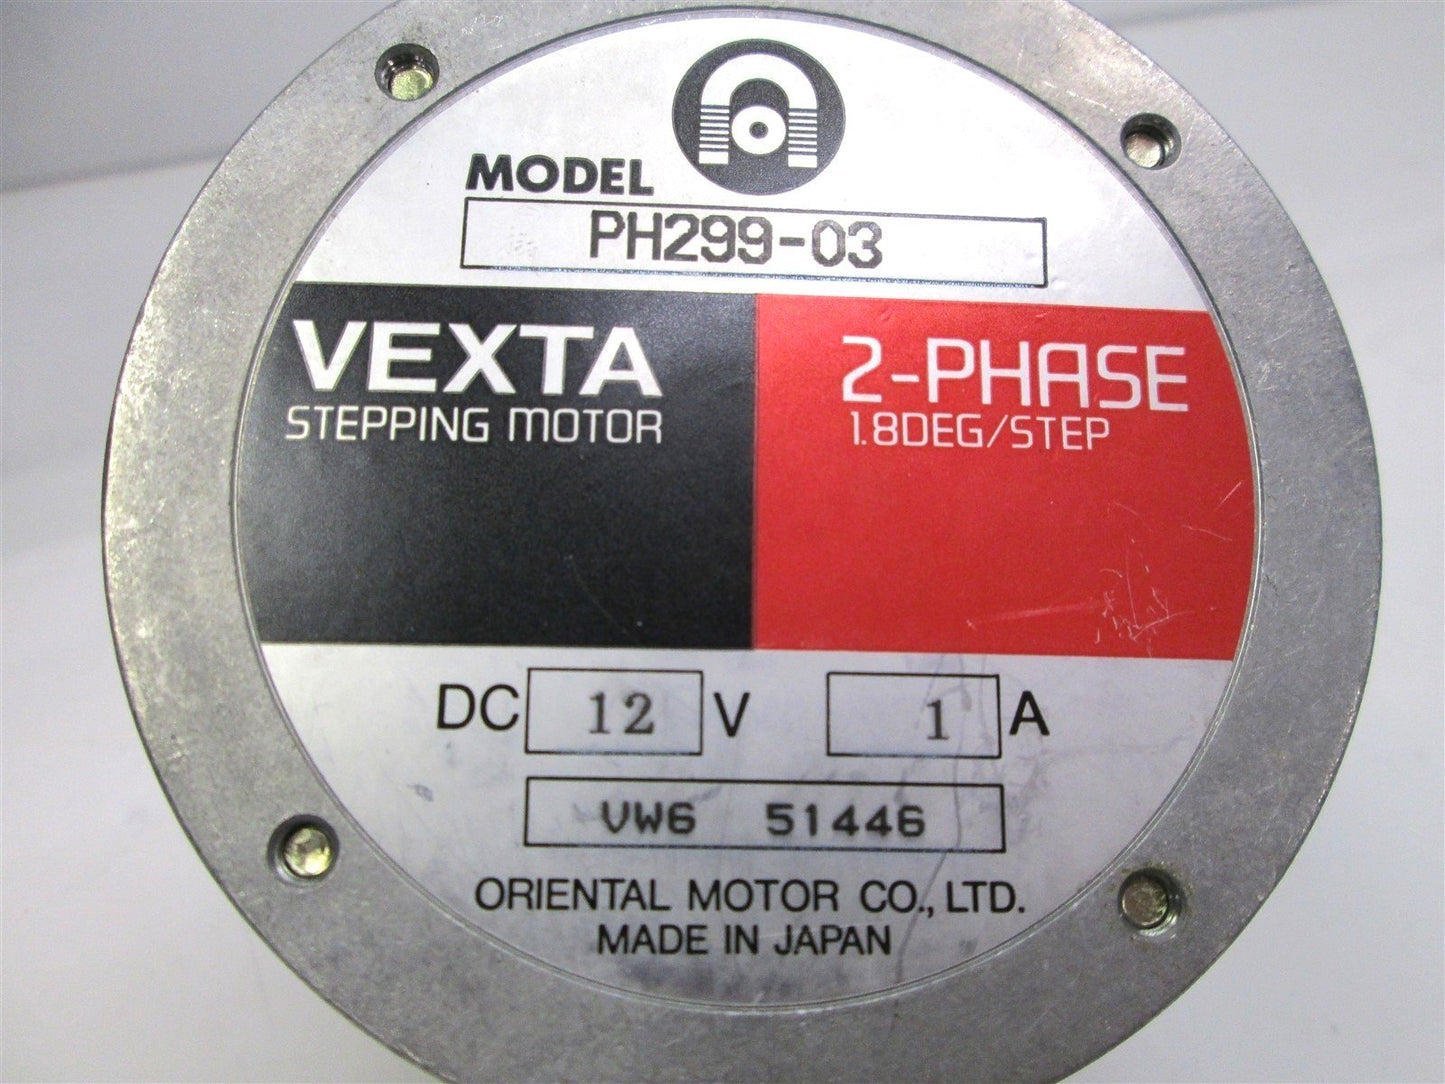 MODEL
PH299-03
VEXTA
STEPPING MOTOR
2-PHASE
1.8DEG/STEP
DC 12 V 1 A
VW6 51446
ORIENTAL MOTOR CO., LTD.
MADE IN JAPAN